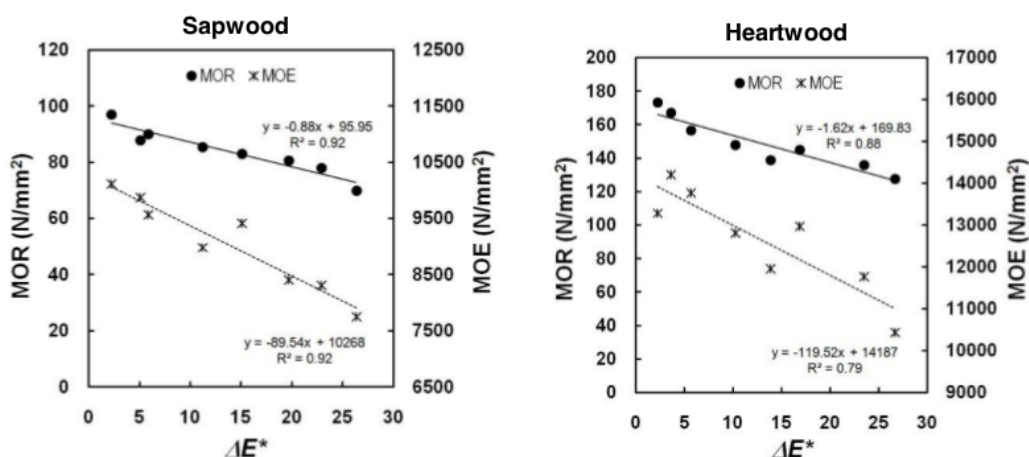 Sapwood
120
100
80
60
40
20
0
MOR (N/mm²)
12500
11500
10500
9500
8500
7500
6500
MOE (N/mm²)
MOR MOE
y = -0.88x + 95.95
R² = 0.92
y = -89.54x + 10268
R² = 0.92
0 5 10 15 20 25 30
ΔE*
Heartwood
200
180
160
140
120
100
80
60
40
20
0
MOR (N/mm²)
17000
16000
15000
14000
13000
12000
11000
10000
9000
MOE (N/mm²)
MOR MOE
y = -1.62x + 169.83
R² = 0.88
y = -119.52x + 14187
R² = 0.79
0 5 10 15 20 25 30
ΔE*